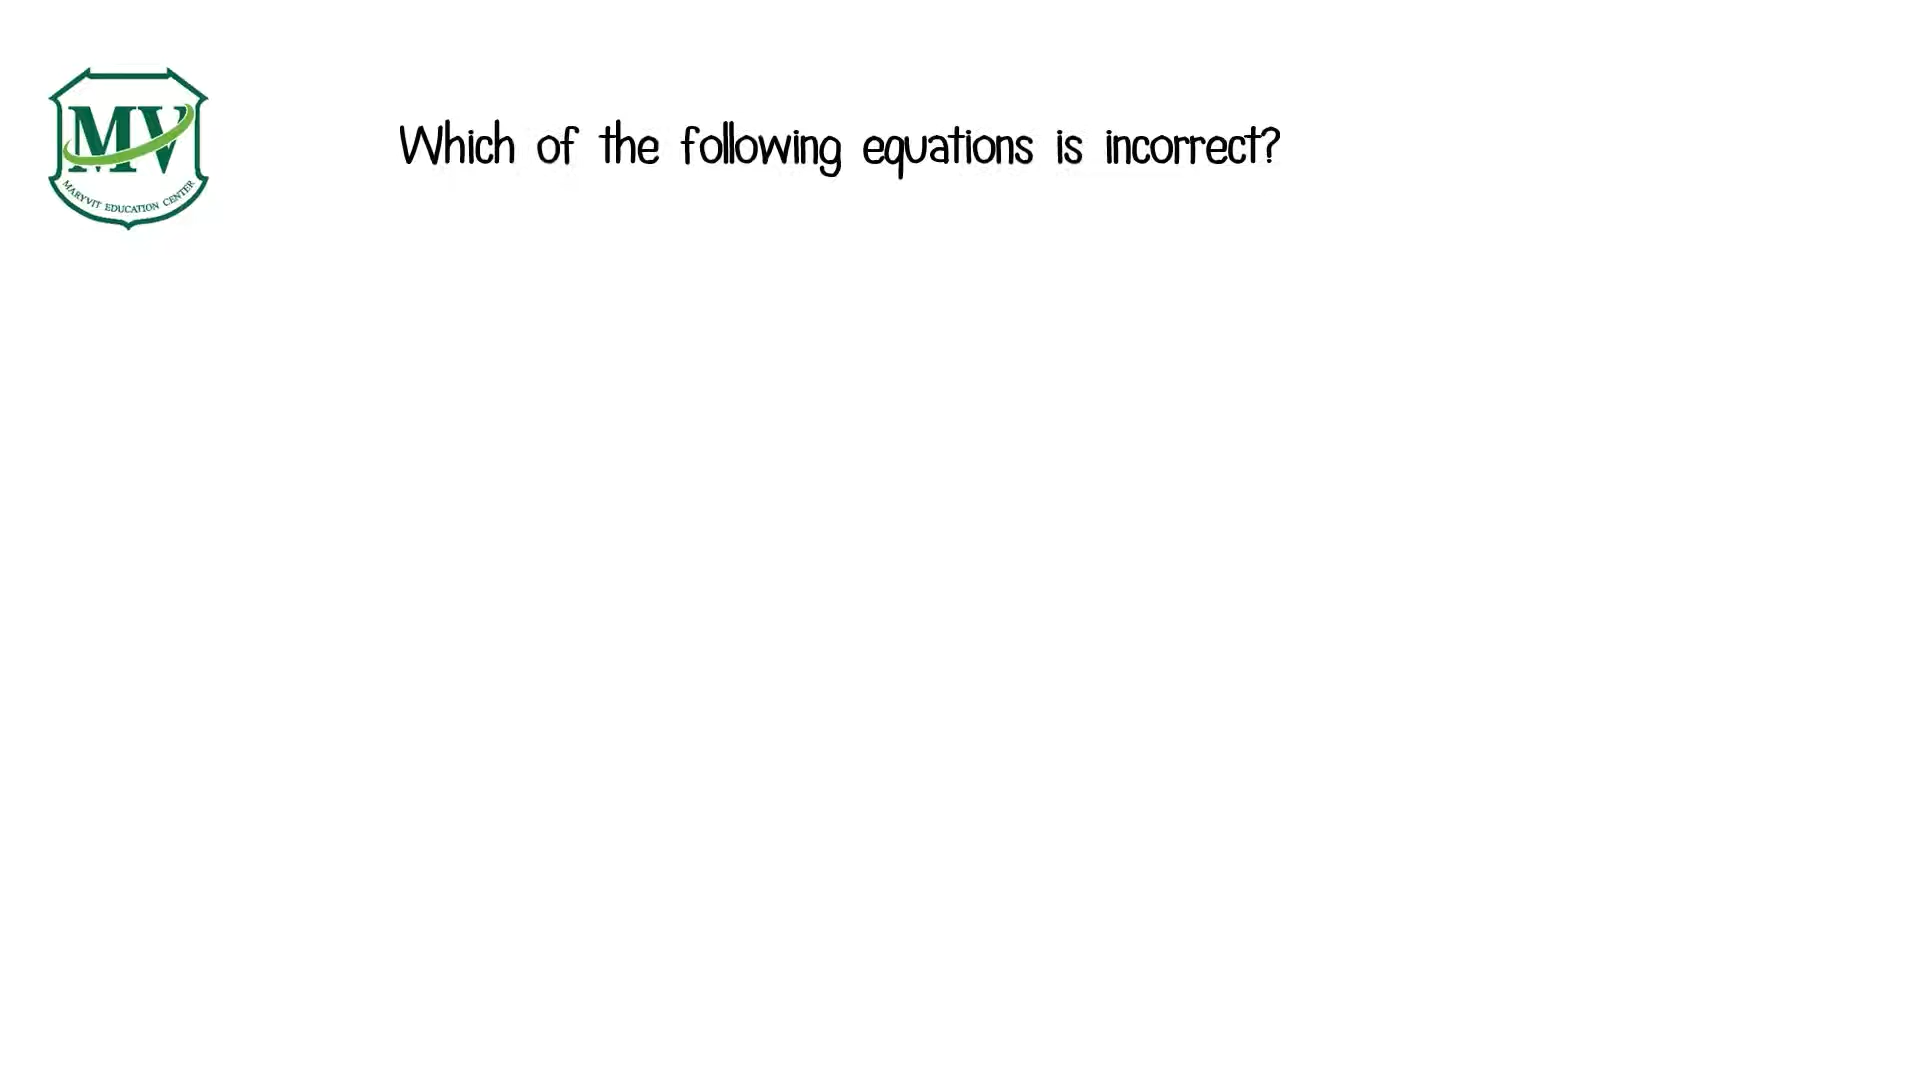 MV
MARYVIT EDUCATION CENTER
Which of the following equations is incorrect?